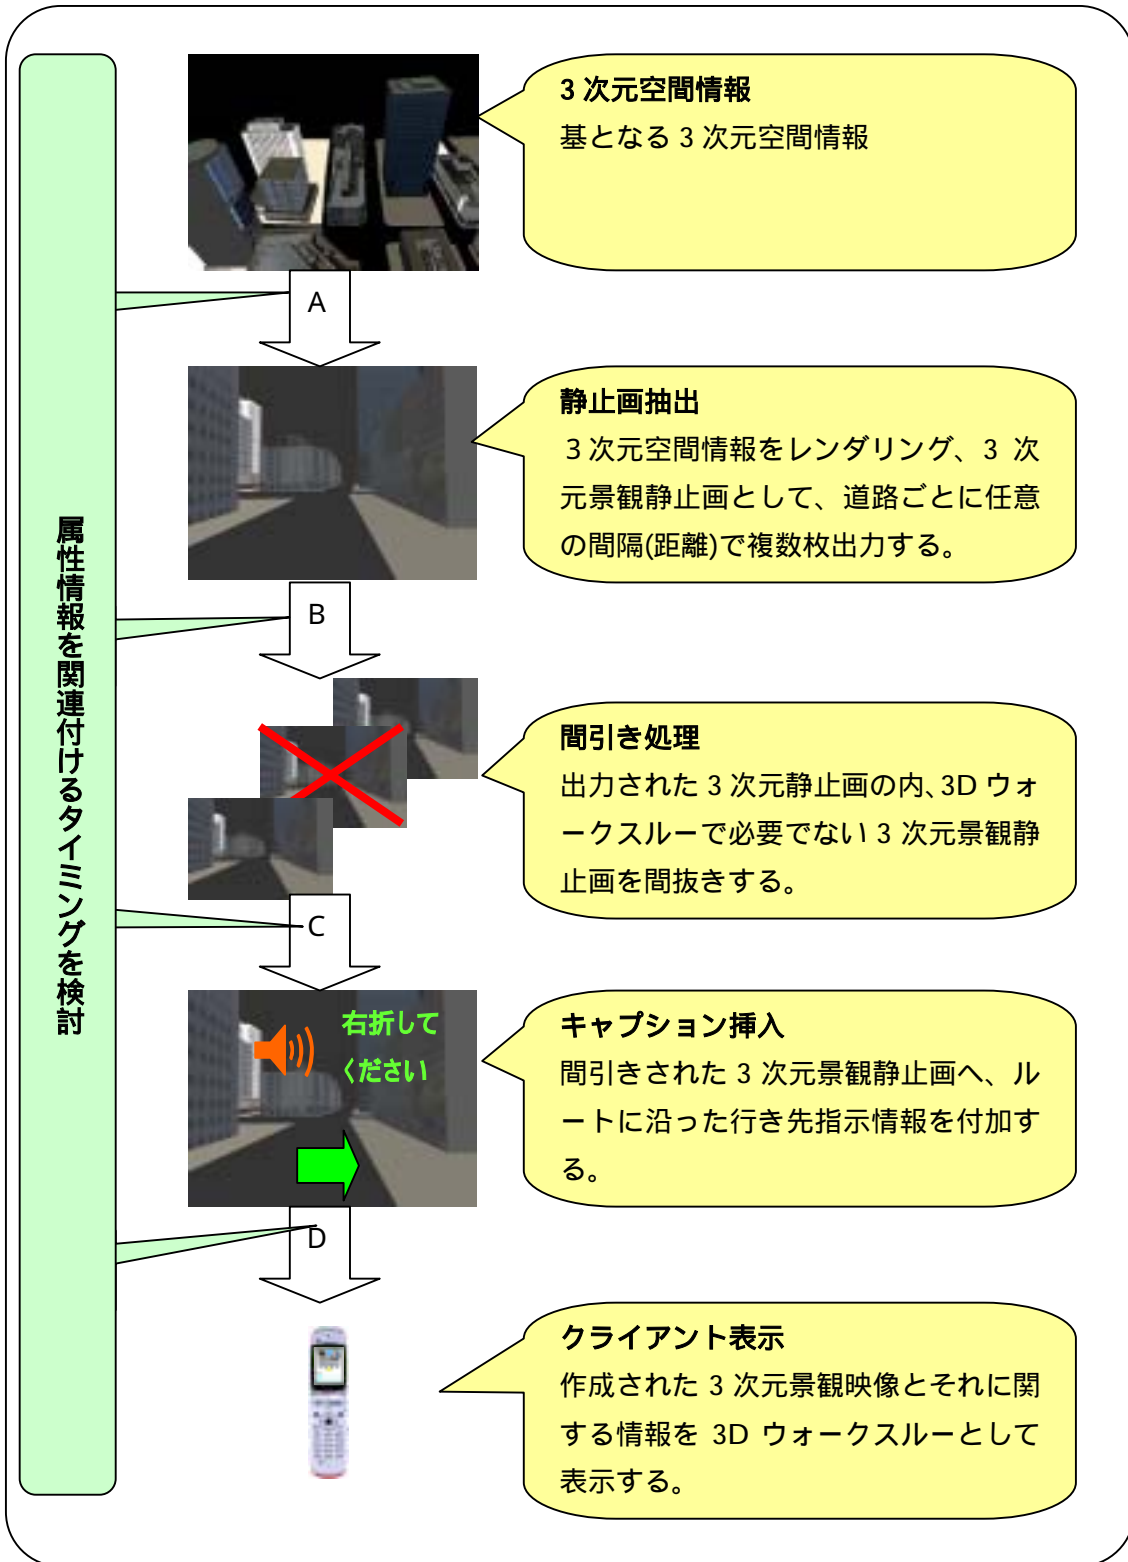 3 次元空間情報
基となる 3 次元空間情報
A
静止画抽出
3 次元空間情報をレンダリング、3 次
元景観静止画として、道路ごとに任意
の間隔(距離)で複数枚出力する。
B
間引き処理
出力された 3 次元静止画の内、3D ウォ
ークスルーで必要でない 3 次元景観静
止画を間抜きする。
C
右折して
ください
キャプション挿入
間引きされた 3 次元景観静止画へ、ル
ートに沿った行き先指示情報を付加す
る。
D
クライアント表示
作成された 3 次元景観映像とそれに関
する情報を 3D ウォークスルーとして
表示する。
属性情報を関連付けるタイミングを検討